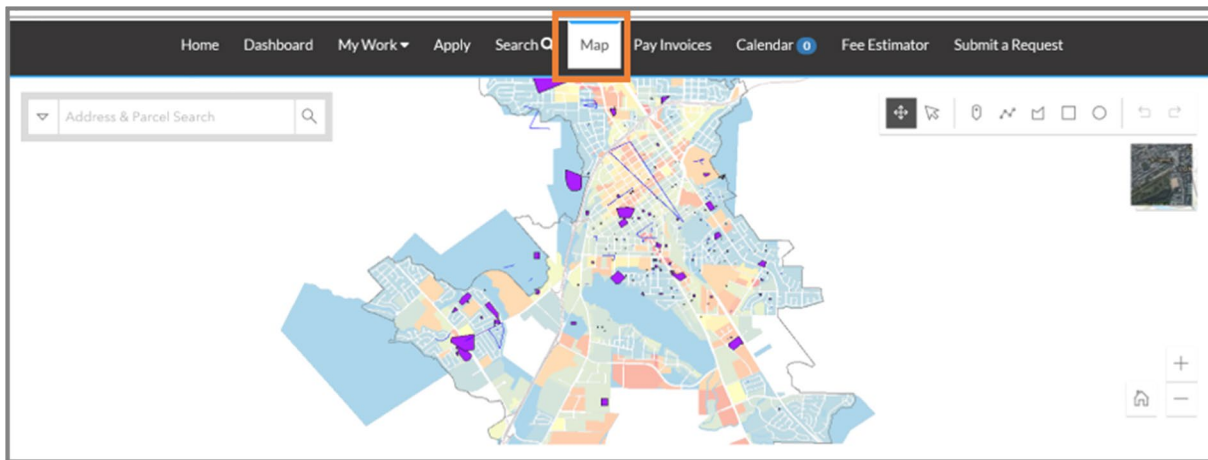 Home Dashboard My Work Apply Search Map Pay Invoices Calendar 0 Fee Estimator Submit a Request
Address & Parcel Search